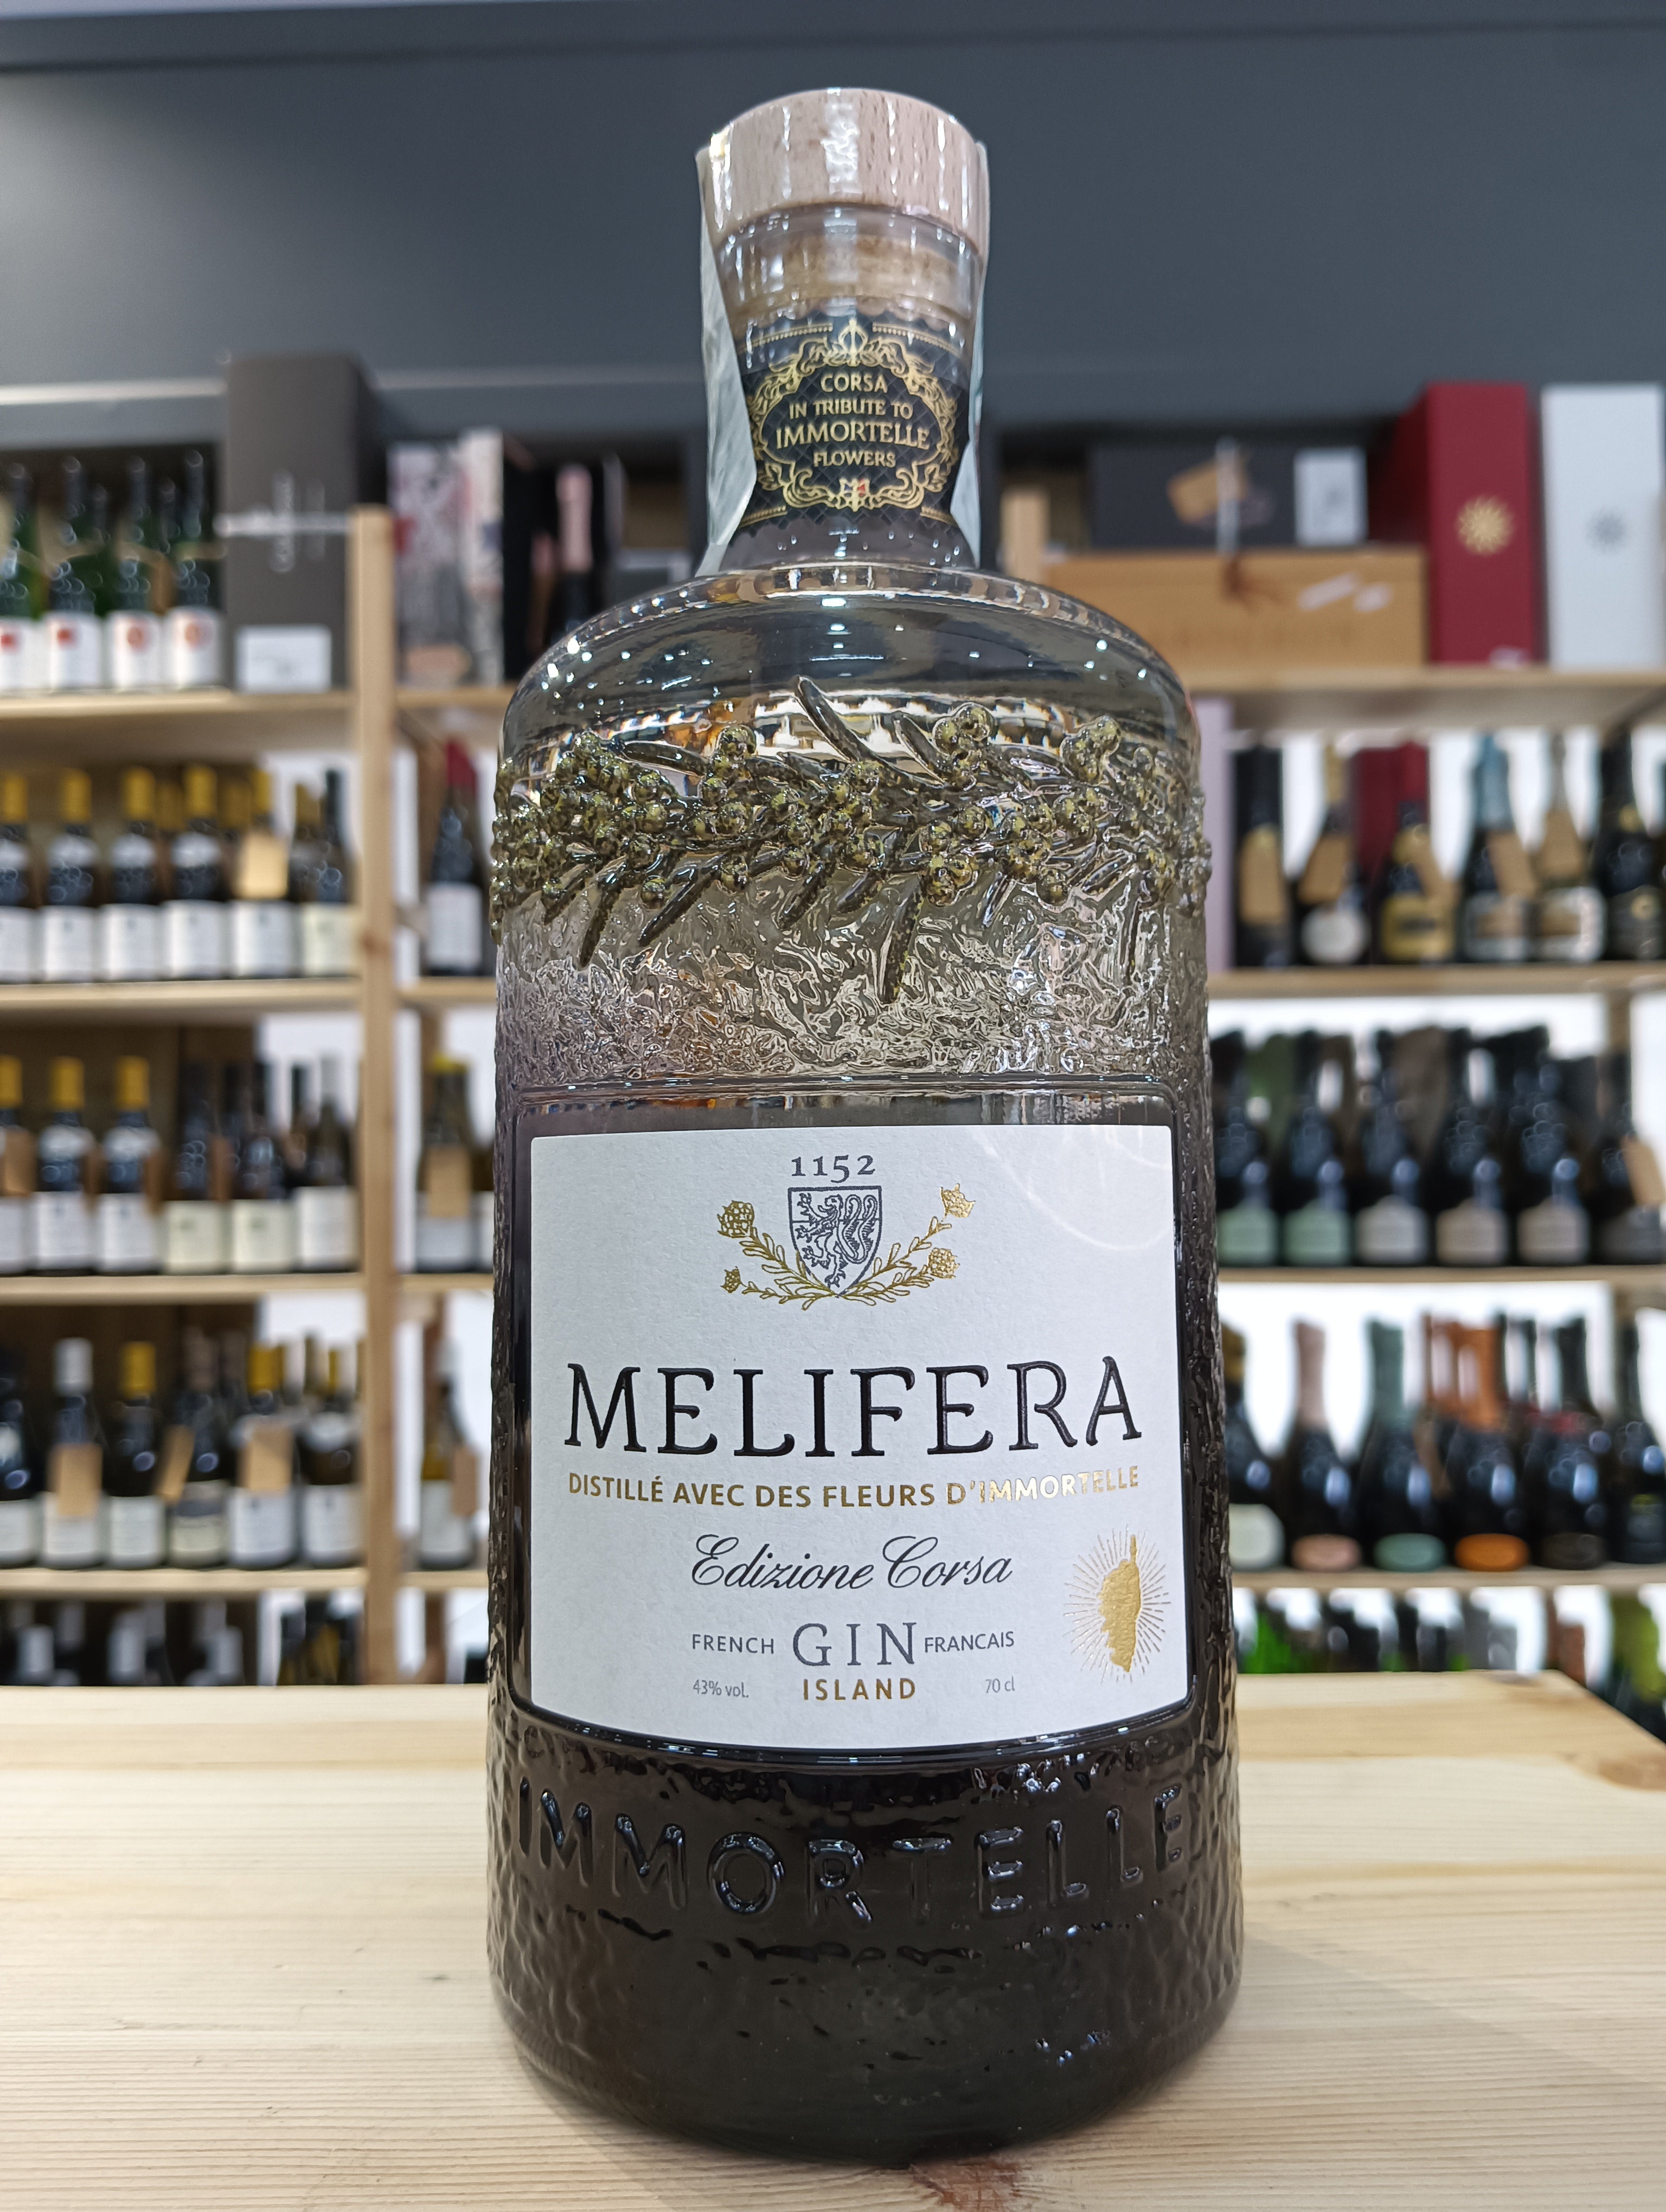 CORSA
IN TRIBUTE TO
IMMORTELLE
FLOWERS
1152
MELIFERA
DISTILLÉ AVEC DES FLEURS D'IMMORTELLE
Edizione Corsa
FRENCH GIN FRANCAIS
43% vol. ISLAND 70 cl
IMMORTELLE